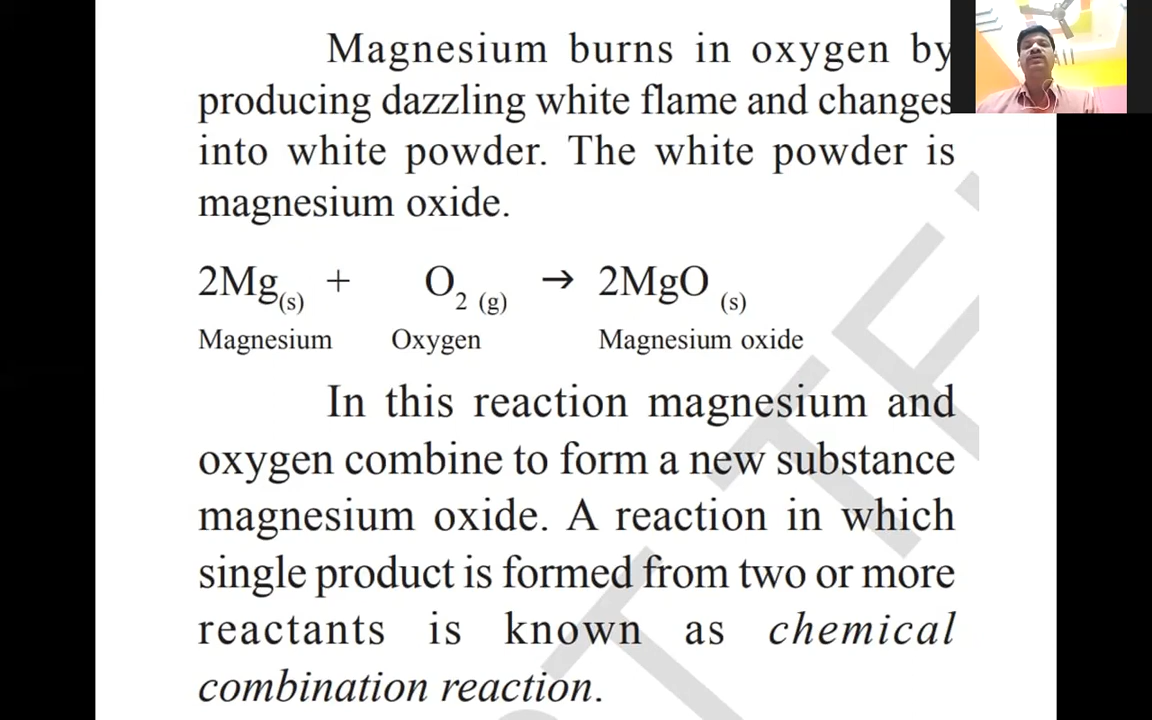 Magnesium burns in oxygen by
producing dazzling white flame and changes
into white powder. The white powder is
magnesium oxide.
2Mg(s) + O2 (g) → 2MgO (s)
Magnesium Oxygen Magnesium oxide
In this reaction magnesium and
oxygen combine to form a new substance
magnesium oxide. A reaction in which
single product is formed from two or more
reactants is known as chemical
combination reaction.